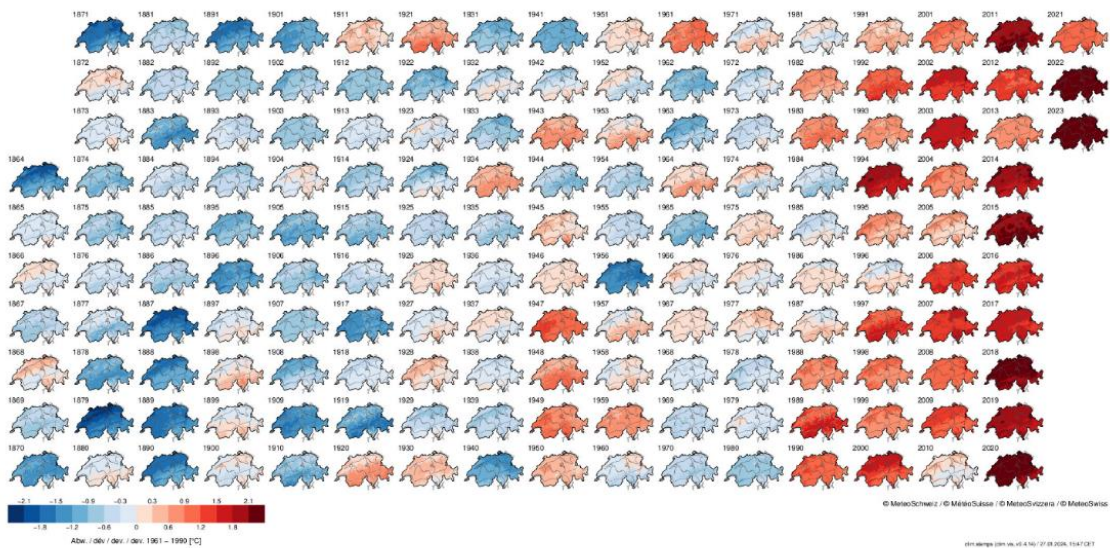 1871 1881 1891 1901 1911 1921 1931 1941 1951 1961 1971 1981 1991 2001 2011 2021
1872 1882 1892 1902 1912 1922 1932 1942 1952 1962 1972 1982 1992 2002 2012 2022
1873 1883 1893 1903 1913 1923 1933 1943 1953 1963 1973 1983 1993 2003 2013 2023
1864 1874 1884 1894 1904 1914 1924 1934 1944 1954 1964 1974 1984 1994 2004 2014
1865 1875 1885 1895 1905 1915 1925 1935 1945 1955 1965 1975 1985 1995 2005 2015
1866 1876 1886 1896 1906 1916 1926 1936 1946 1956 1966 1976 1986 1996 2006 2016
1867 1877 1887 1897 1907 1917 1927 1937 1947 1957 1967 1977 1987 1997 2007 2017
1868 1878 1888 1898 1908 1918 1928 1938 1948 1958 1968 1978 1988 1998 2008 2018
1869 1879 1889 1899 1909 1919 1929 1939 1949 1959 1969 1979 1989 1999 2009 2019
1870 1880 1890 1900 1910 1920 1930 1940 1950 1960 1970 1980 1990 2000 2010 2020
−2.1 −1.5 −0.9 −0.3 0.3 0.9 1.5 2.1
−1.8 −1.2 −0.6 0 0.6 1.2 1.8
Abw. / dév / dev. / dev. 1961 − 1990 [°C]
© MeteoSchweiz / © MétéoSuisse / © MeteoSvizzera / © MeteoSwiss